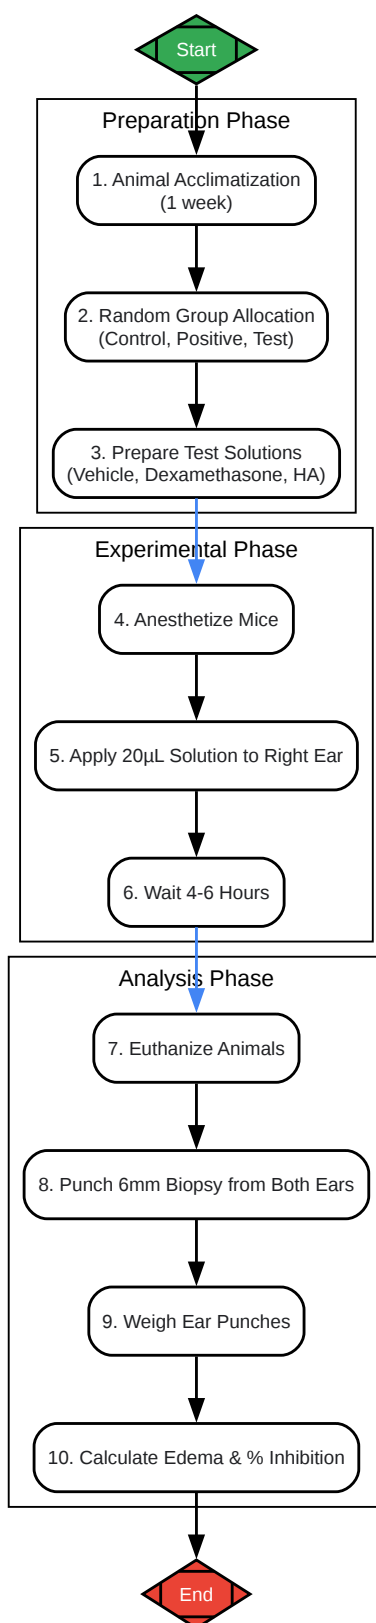 Start
Preparation Phase
1. Animal Acclimatization
(1 week)
2. Random Group Allocation
(Control, Positive, Test)
3. Prepare Test Solutions
(Vehicle, Dexamethasone, HA)
Experimental Phase
4. Anesthetize Mice
5. Apply 20µL Solution to Right Ear
6. Wait 4-6 Hours
Analysis Phase
7. Euthanize Animals
8. Punch 6mm Biopsy from Both Ears
9. Weigh Ear Punches
10. Calculate Edema & % Inhibition
End